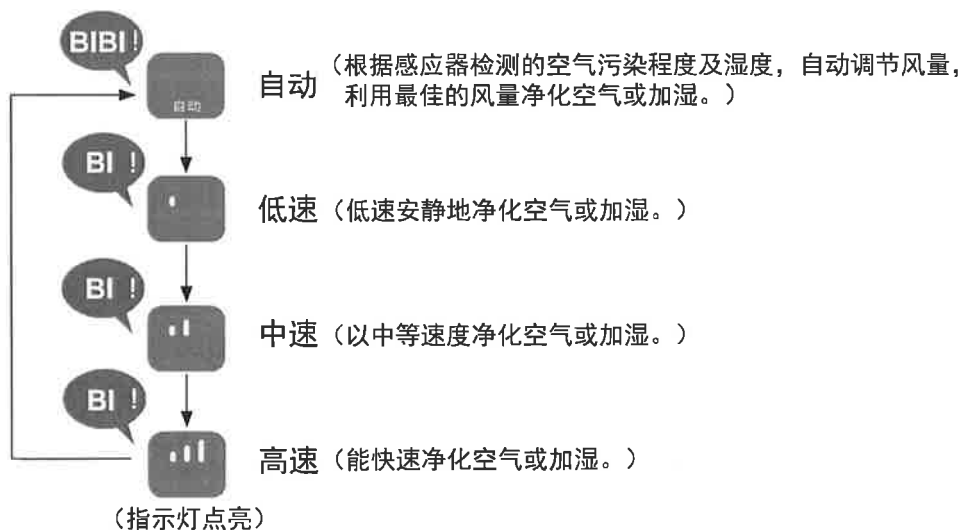 BIBI!
自动
自动（根据感应器检测的空气污染程度及湿度，自动调节风量，
利用最佳的风量净化空气或加湿。）
BI!
低速（低速安静地净化空气或加湿。）
BI!
中速（以中等速度净化空气或加湿。）
BI!
高速（能快速净化空气或加湿。）
（指示灯点亮）